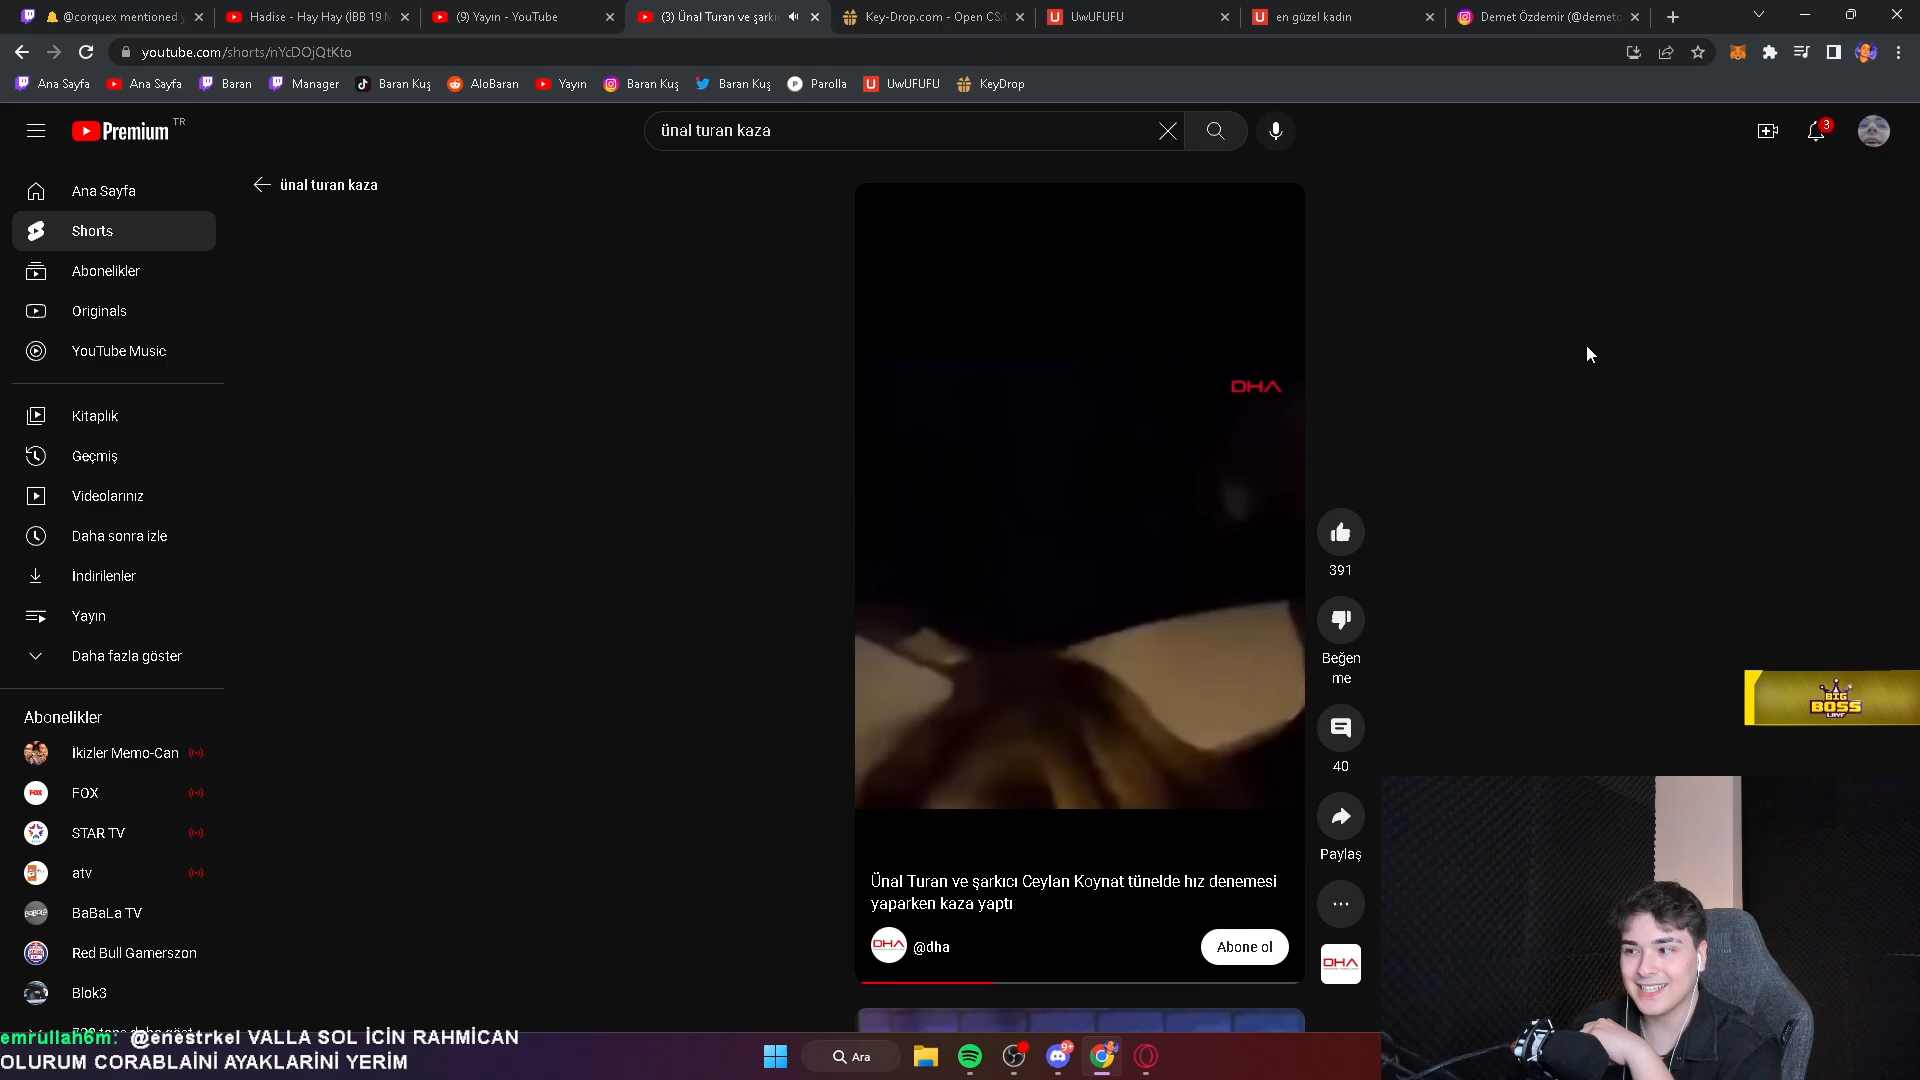 @corquex mentioned y
Hadise - Hay Hay (İBB 19 M
(9) Yayın - YouTube
(3) Ünal Turan ve şarkı
Key-Drop.com - Open CS:
UwUFUFU
en güzel kadın
Demet Özdemir (@demeto
youtube.com/shorts/nYcDOjQtKto
Ana Sayfa
Ana Sayfa
Baran
Manager
Baran Kuş
AloBaran
Yayın
Baran Kuş
Baran Kuş
Parolla
UwUFUFU
KeyDrop
Premium TR
ünal turan kaza
3
Ana Sayfa
Shorts
Abonelikler
Originals
YouTube Music
Kitaplık
Geçmiş
Videolarınız
Daha sonra izle
İndirilenler
Yayın
Daha fazla göster
Abonelikler
İkizler Memo-Can
FOX
STAR TV
atv
BaBaLa TV
Red Bull Gamerszon
Blok3
ünal turan kaza
DHA
391
Beğen
me
40
Paylaş
Ünal Turan ve şarkıcı Ceylan Koynat tünelde hız denemesi
yaparken kaza yaptı
DHA
@dha
Abone ol
DHA
BIG
BOSS
LAYF
emrullah6m: @enestrkel VALLA SOL İCİN RAHMİCAN
OLURUM CORABLAİNİ AYAKLARİNİ YERİM
Ara
9+